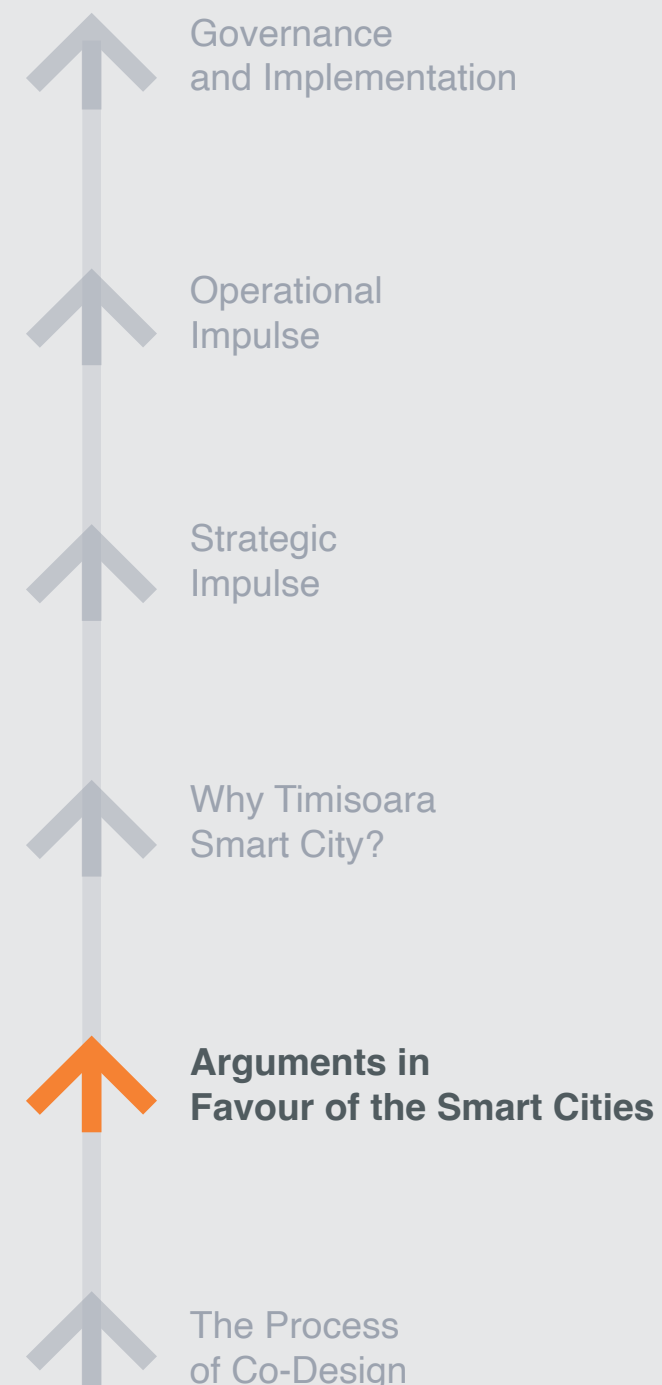 Governance
and Implementation
Operational
Impulse
Strategic
Impulse
Why Timisoara
Smart City?
Arguments in
Favour of the Smart Cities
The Process
of Co-Design